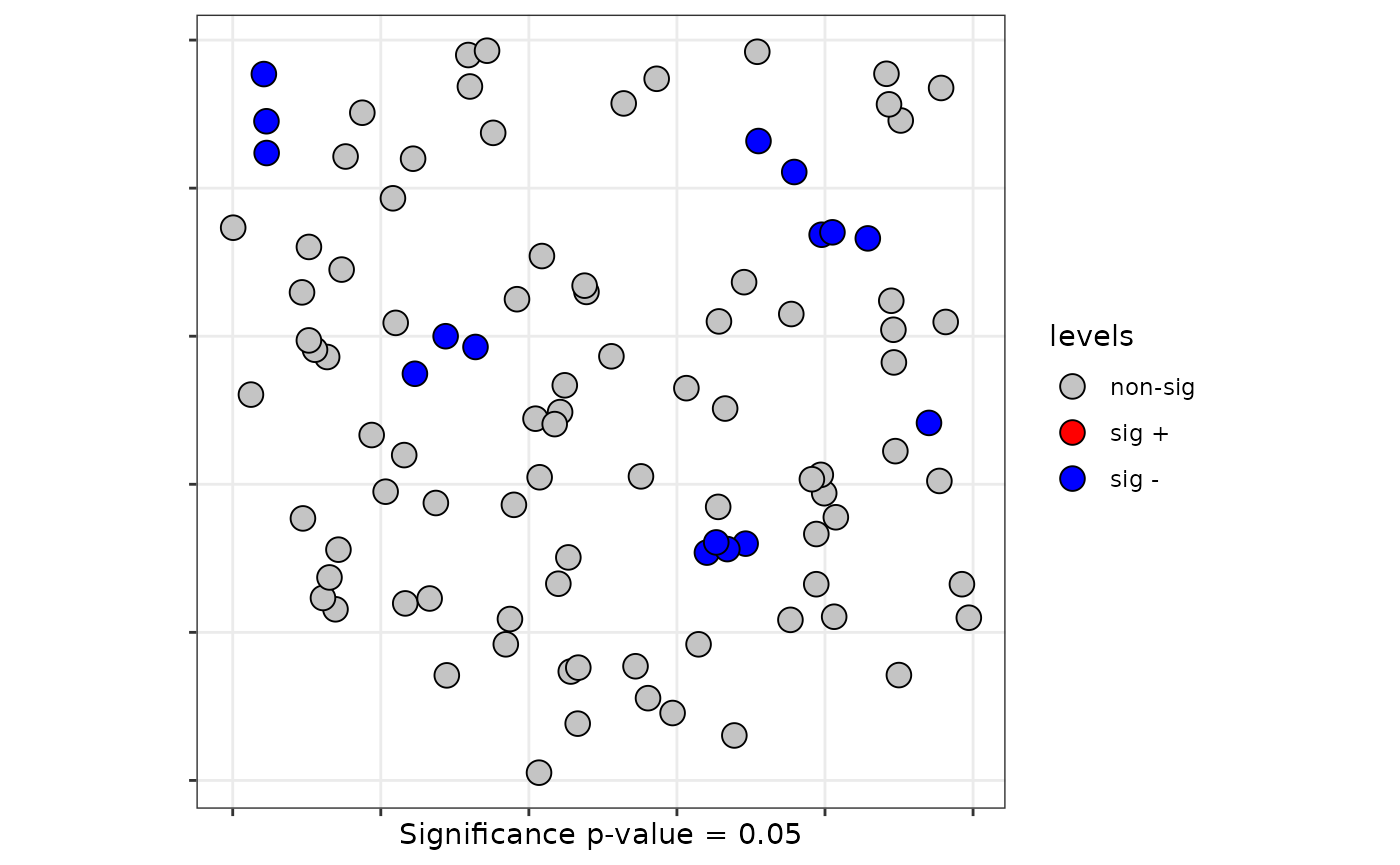 levels
non-sig
sig +
sig -
Significance p-value = 0.05